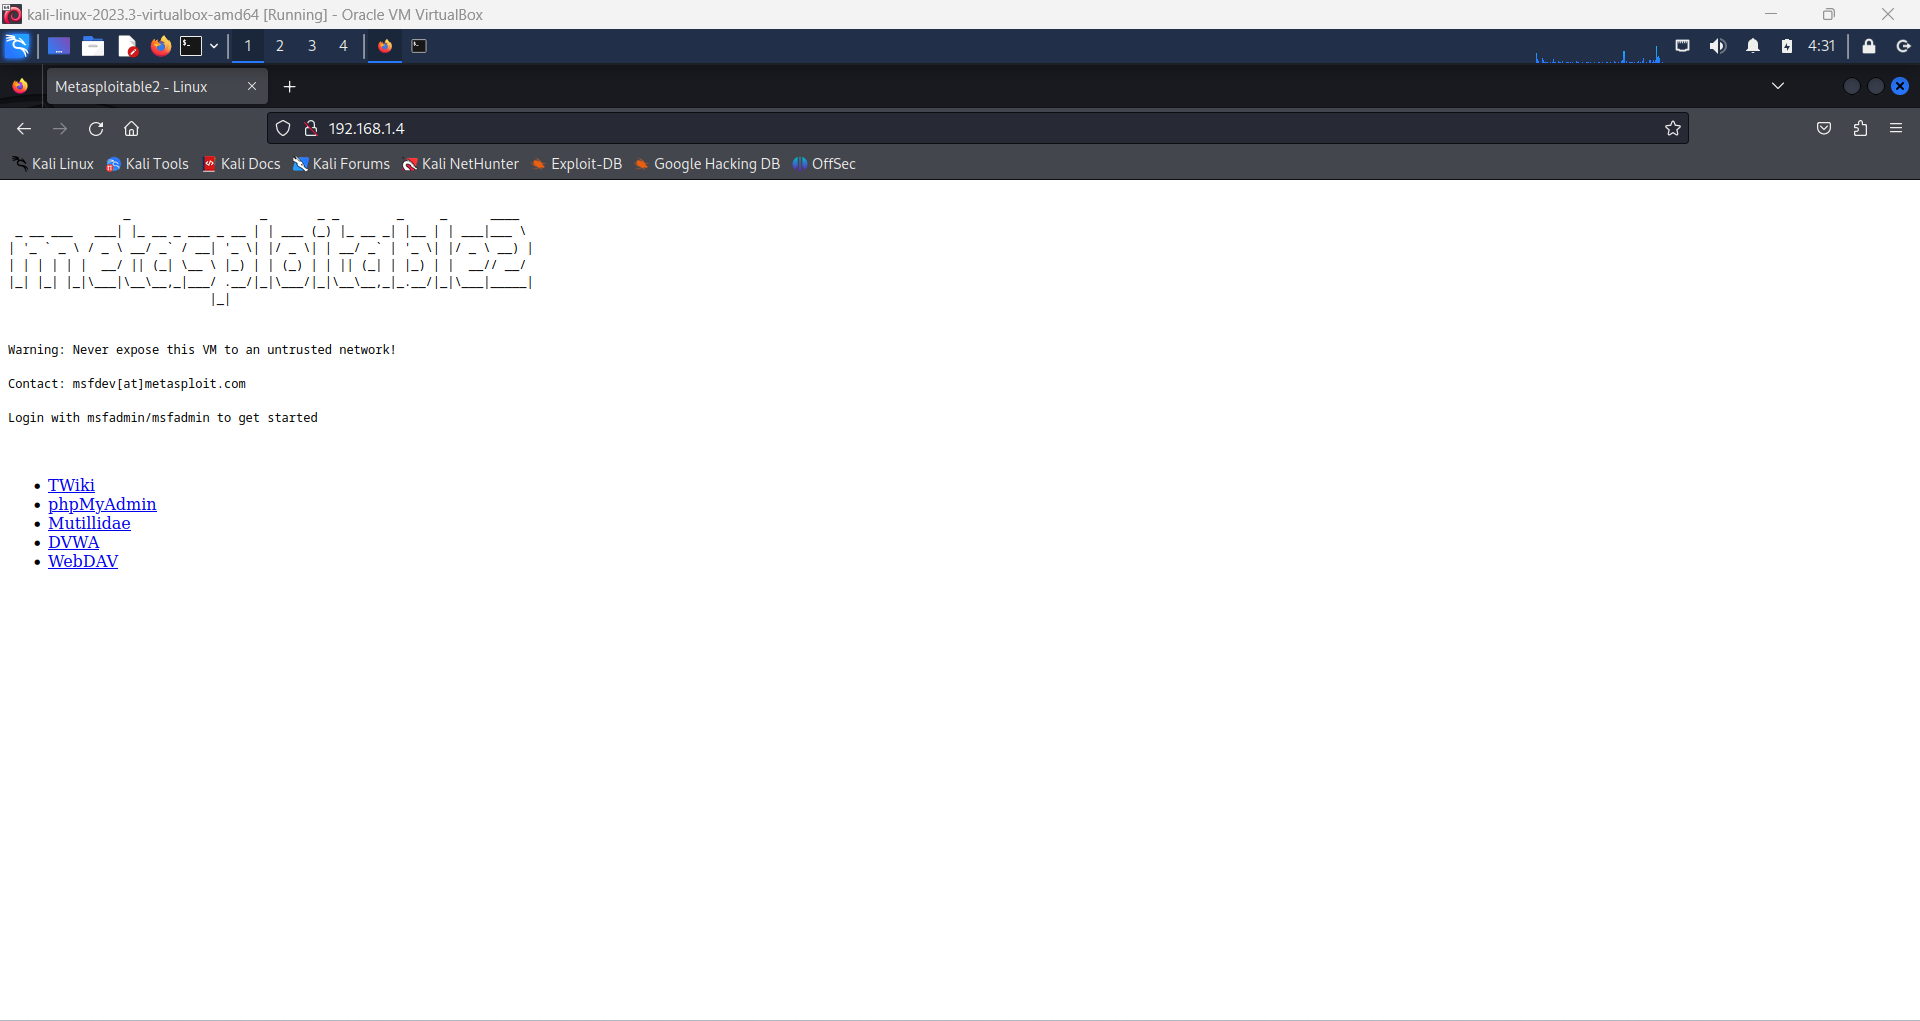 kali-linux-2023.3-virtualbox-amd64 [Running] - Oracle VM VirtualBox
1 2 3 4 4:31
Metasploitable2 - Linux
192.168.1.4
Kali Linux Kali Tools Kali Docs Kali Forums Kali NetHunter Exploit-DB Google Hacking DB OffSec
metasploitable2
Warning: Never expose this VM to an untrusted network!
Contact: msfdev[at]metasploit.com
Login with msfadmin/msfadmin to get started
• TWiki
• phpMyAdmin
• Mutillidae
• DVWA
• WebDAV